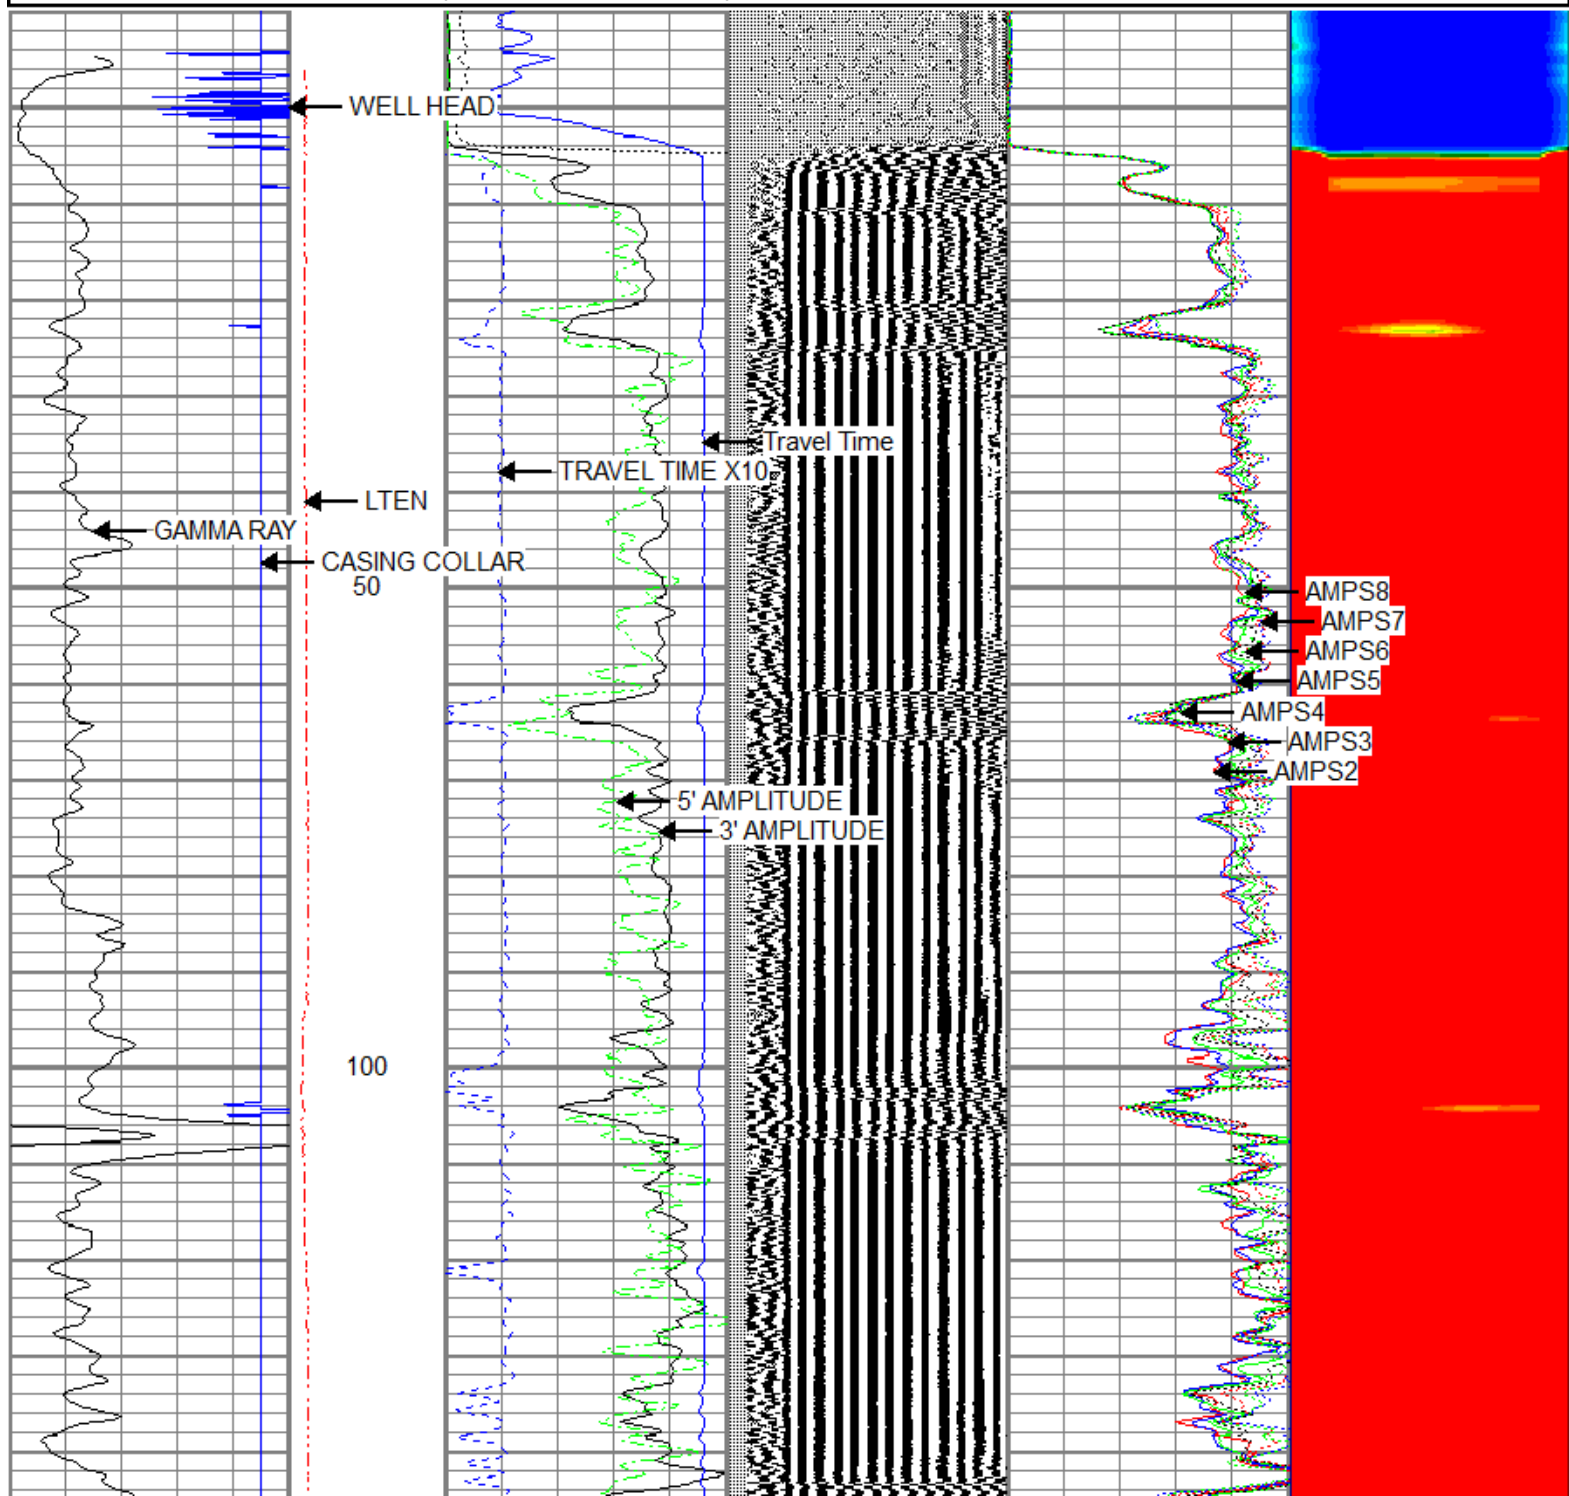 WELL HEAD
Travel Time
TRAVEL TIME X10
LTEN
GAMMA RAY
CASING COLLAR
50
AMPS8
AMPS7
AMPS6
AMPS5
AMPS4
AMPS3
AMPS2
5' AMPLITUDE
3' AMPLITUDE
100